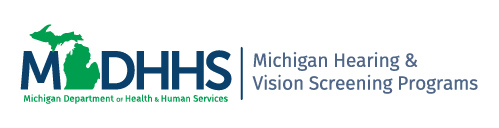 MDHHS
Michigan Department of Health & Human Services
Michigan Hearing &
Vision Screening Programs